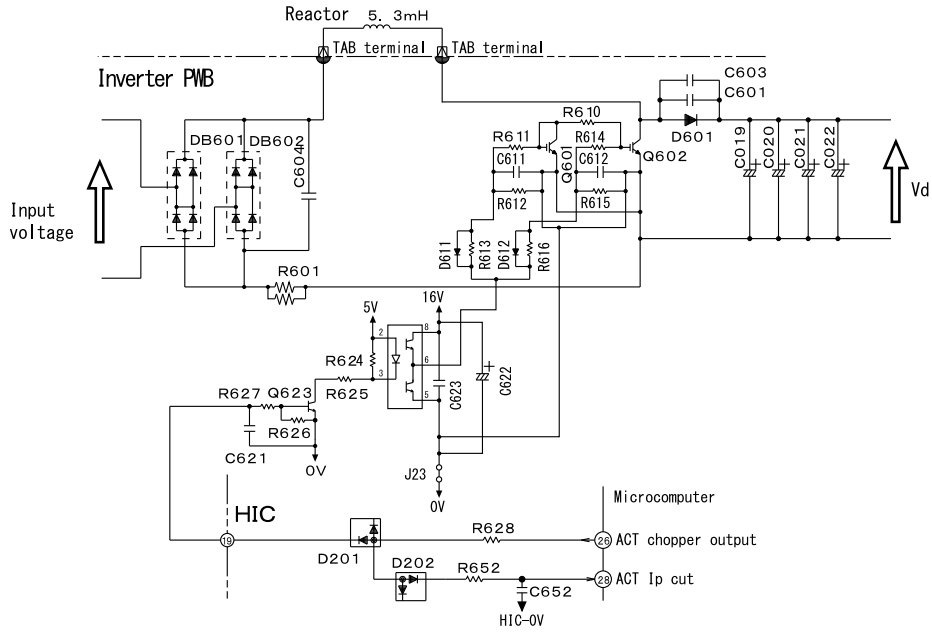 Reactor 5. 3mH
TAB terminal
TAB terminal
Inverter PWB
C603
C601
D601
R610
R611
R614
C611
Q601
C612
Q602
R612
R615
C019
C020
C021
C022
DB601
DB602
C604
Input
voltage
Vd
D611
R613
D612
R616
R601
5V
16V
2
8
R624
6
3
5
R625
C623
C622
R627
Q623
R626
C621
0V
J23
0V
HIC
Microcomputer
19
R628
26
ACT chopper output
D201
D202
R652
28
ACT Ip cut
C652
HIC-0V